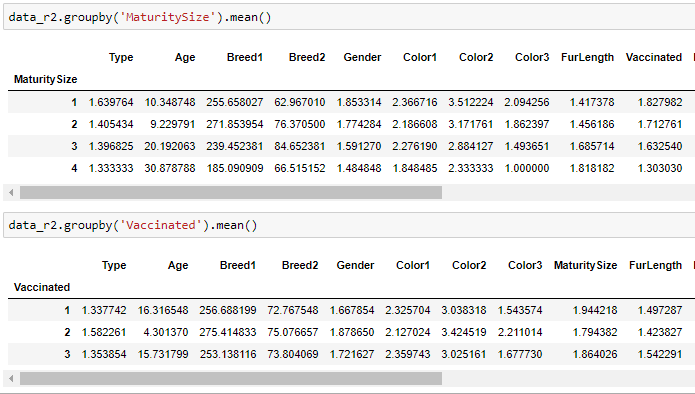 data_r2.groupby('MaturitySize').mean()
Type Age Breed1 Breed2 Gender Color1 Color2 Color3 FurLength Vaccinated
MaturitySize
1 1.639764 10.348748 255.658027 62.967010 1.853314 2.366716 3.512224 2.094256 1.417378 1.827982
2 1.405434 9.229791 271.853954 76.370500 1.774284 2.186608 3.171761 1.862397 1.456186 1.712761
3 1.396825 20.192063 239.452381 84.652381 1.591270 2.276190 2.884127 1.493651 1.685714 1.632540
4 1.333333 30.878788 185.090909 66.515152 1.484848 1.848485 2.333333 1.000000 1.818182 1.303030
data_r2.groupby('Vaccinated').mean()
Type Age Breed1 Breed2 Gender Color1 Color2 Color3 MaturitySize FurLength
Vaccinated
1 1.337742 16.316548 256.688199 72.767548 1.667854 2.325704 3.038318 1.543574 1.944218 1.497287
2 1.582261 4.301370 275.414833 75.076657 1.878650 2.127024 3.424519 2.211014 1.794382 1.423827
3 1.353854 15.731799 253.138116 73.804069 1.721627 2.359743 3.025161 1.677730 1.864026 1.542291